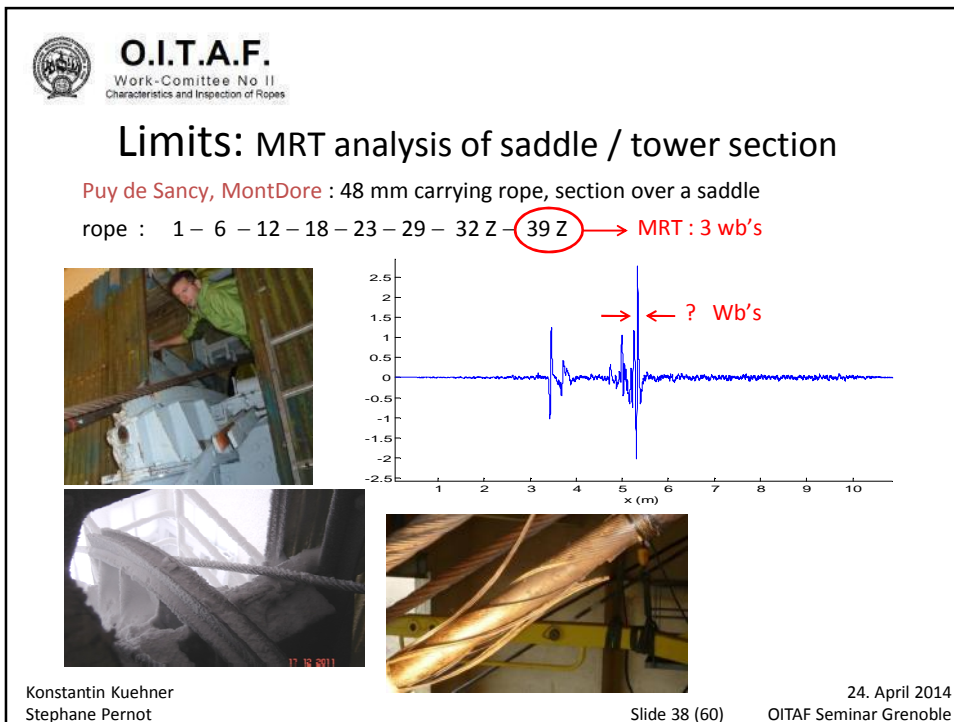 O.I.T.A.F.
Work-Comittee No II
Characteristics and Inspection of Ropes
Limits: MRT analysis of saddle / tower section
Puy de Sancy, MontDore : 48 mm carrying rope, section over a saddle
rope : 1 – 6 – 12 – 18 – 23 – 29 – 32 Z – 39 Z MRT : 3 wb's
2.5
2
1.5
1
0.5
0
-0.5
-1
-1.5
-2
-2.5
? Wb's
1 2 3 4 5 6 7 8 9 10
x (m)
17 12 2011
Konstantin Kuehner
Stephane Pernot
Slide 38 (60)
24. April 2014
OITAF Seminar Grenoble